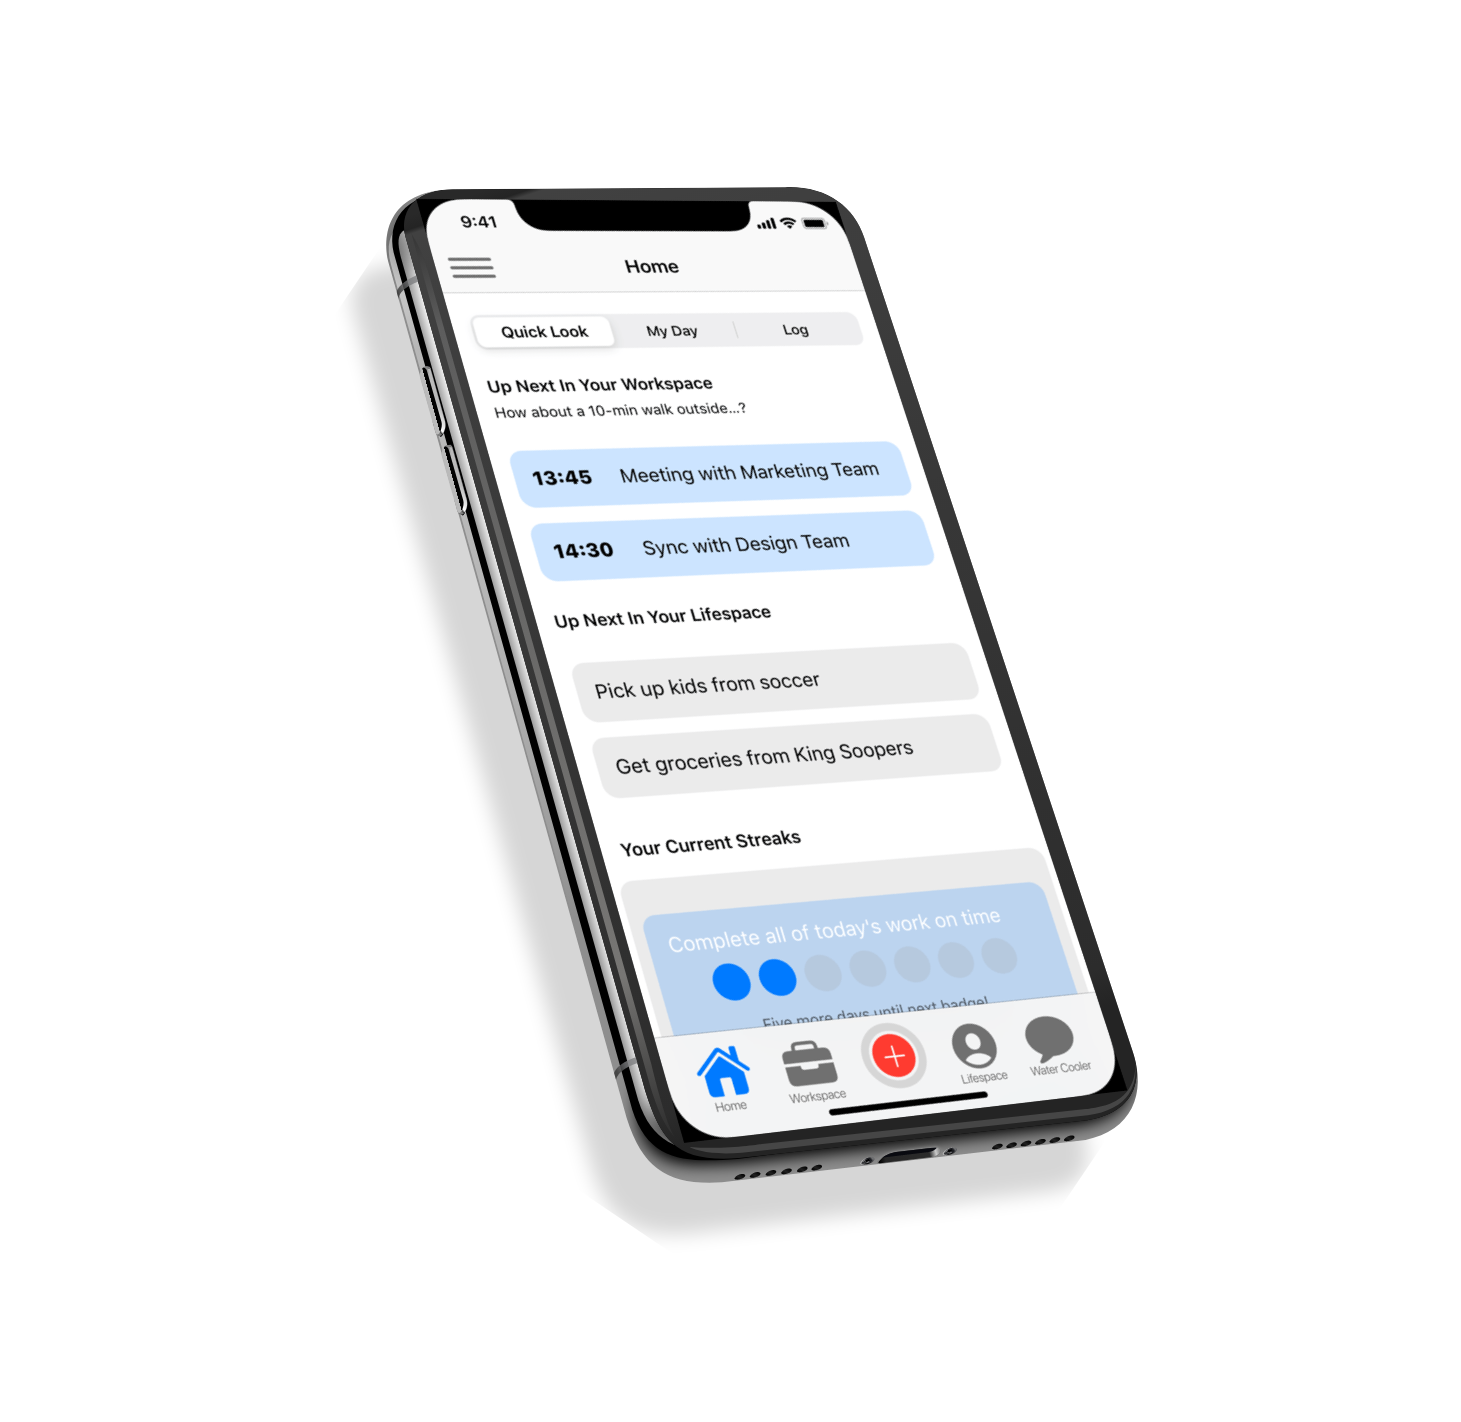 9:41
Home
Quick Look
My Day
Log
Up Next In Your Workspace
How about a 10-min walk outside...?
13:45 Meeting with Marketing Team
14:30 Sync with Design Team
Up Next In Your Lifespace
Pick up kids from soccer
Get groceries from King Soopers
Your Current Streaks
Complete all of today's work on time
Five more days until next badge!
Home
Workspace
Lifespace
Water Cooler